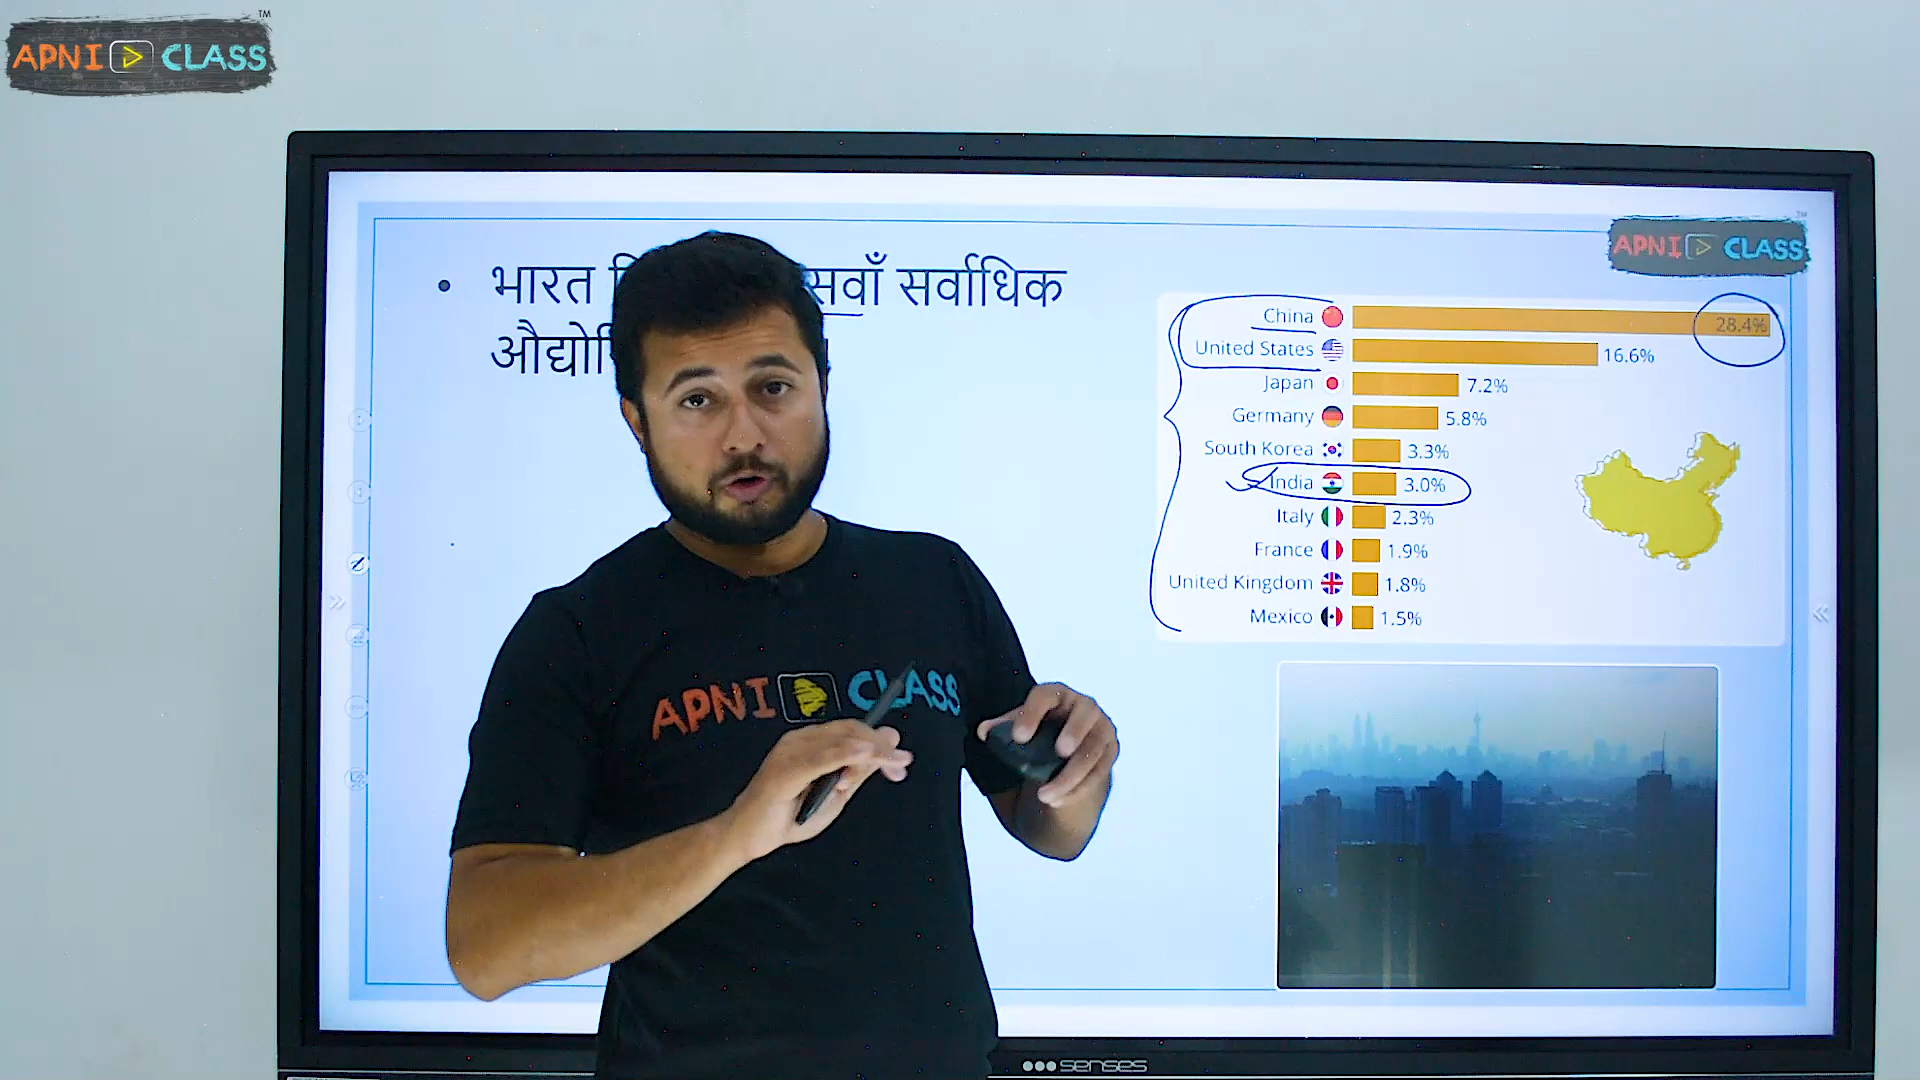 APNI CLASS
TM
APNI CLASS
TM
भारत सवाँ सर्वाधिक
China 28.4%
United States 16.6%
Japan 7.2%
Germany 5.8%
South Korea 3.3%
India 3.0%
Italy 2.3%
France 1.9%
United Kingdom 1.8%
Mexico 1.5%
APNI CLASS
senses